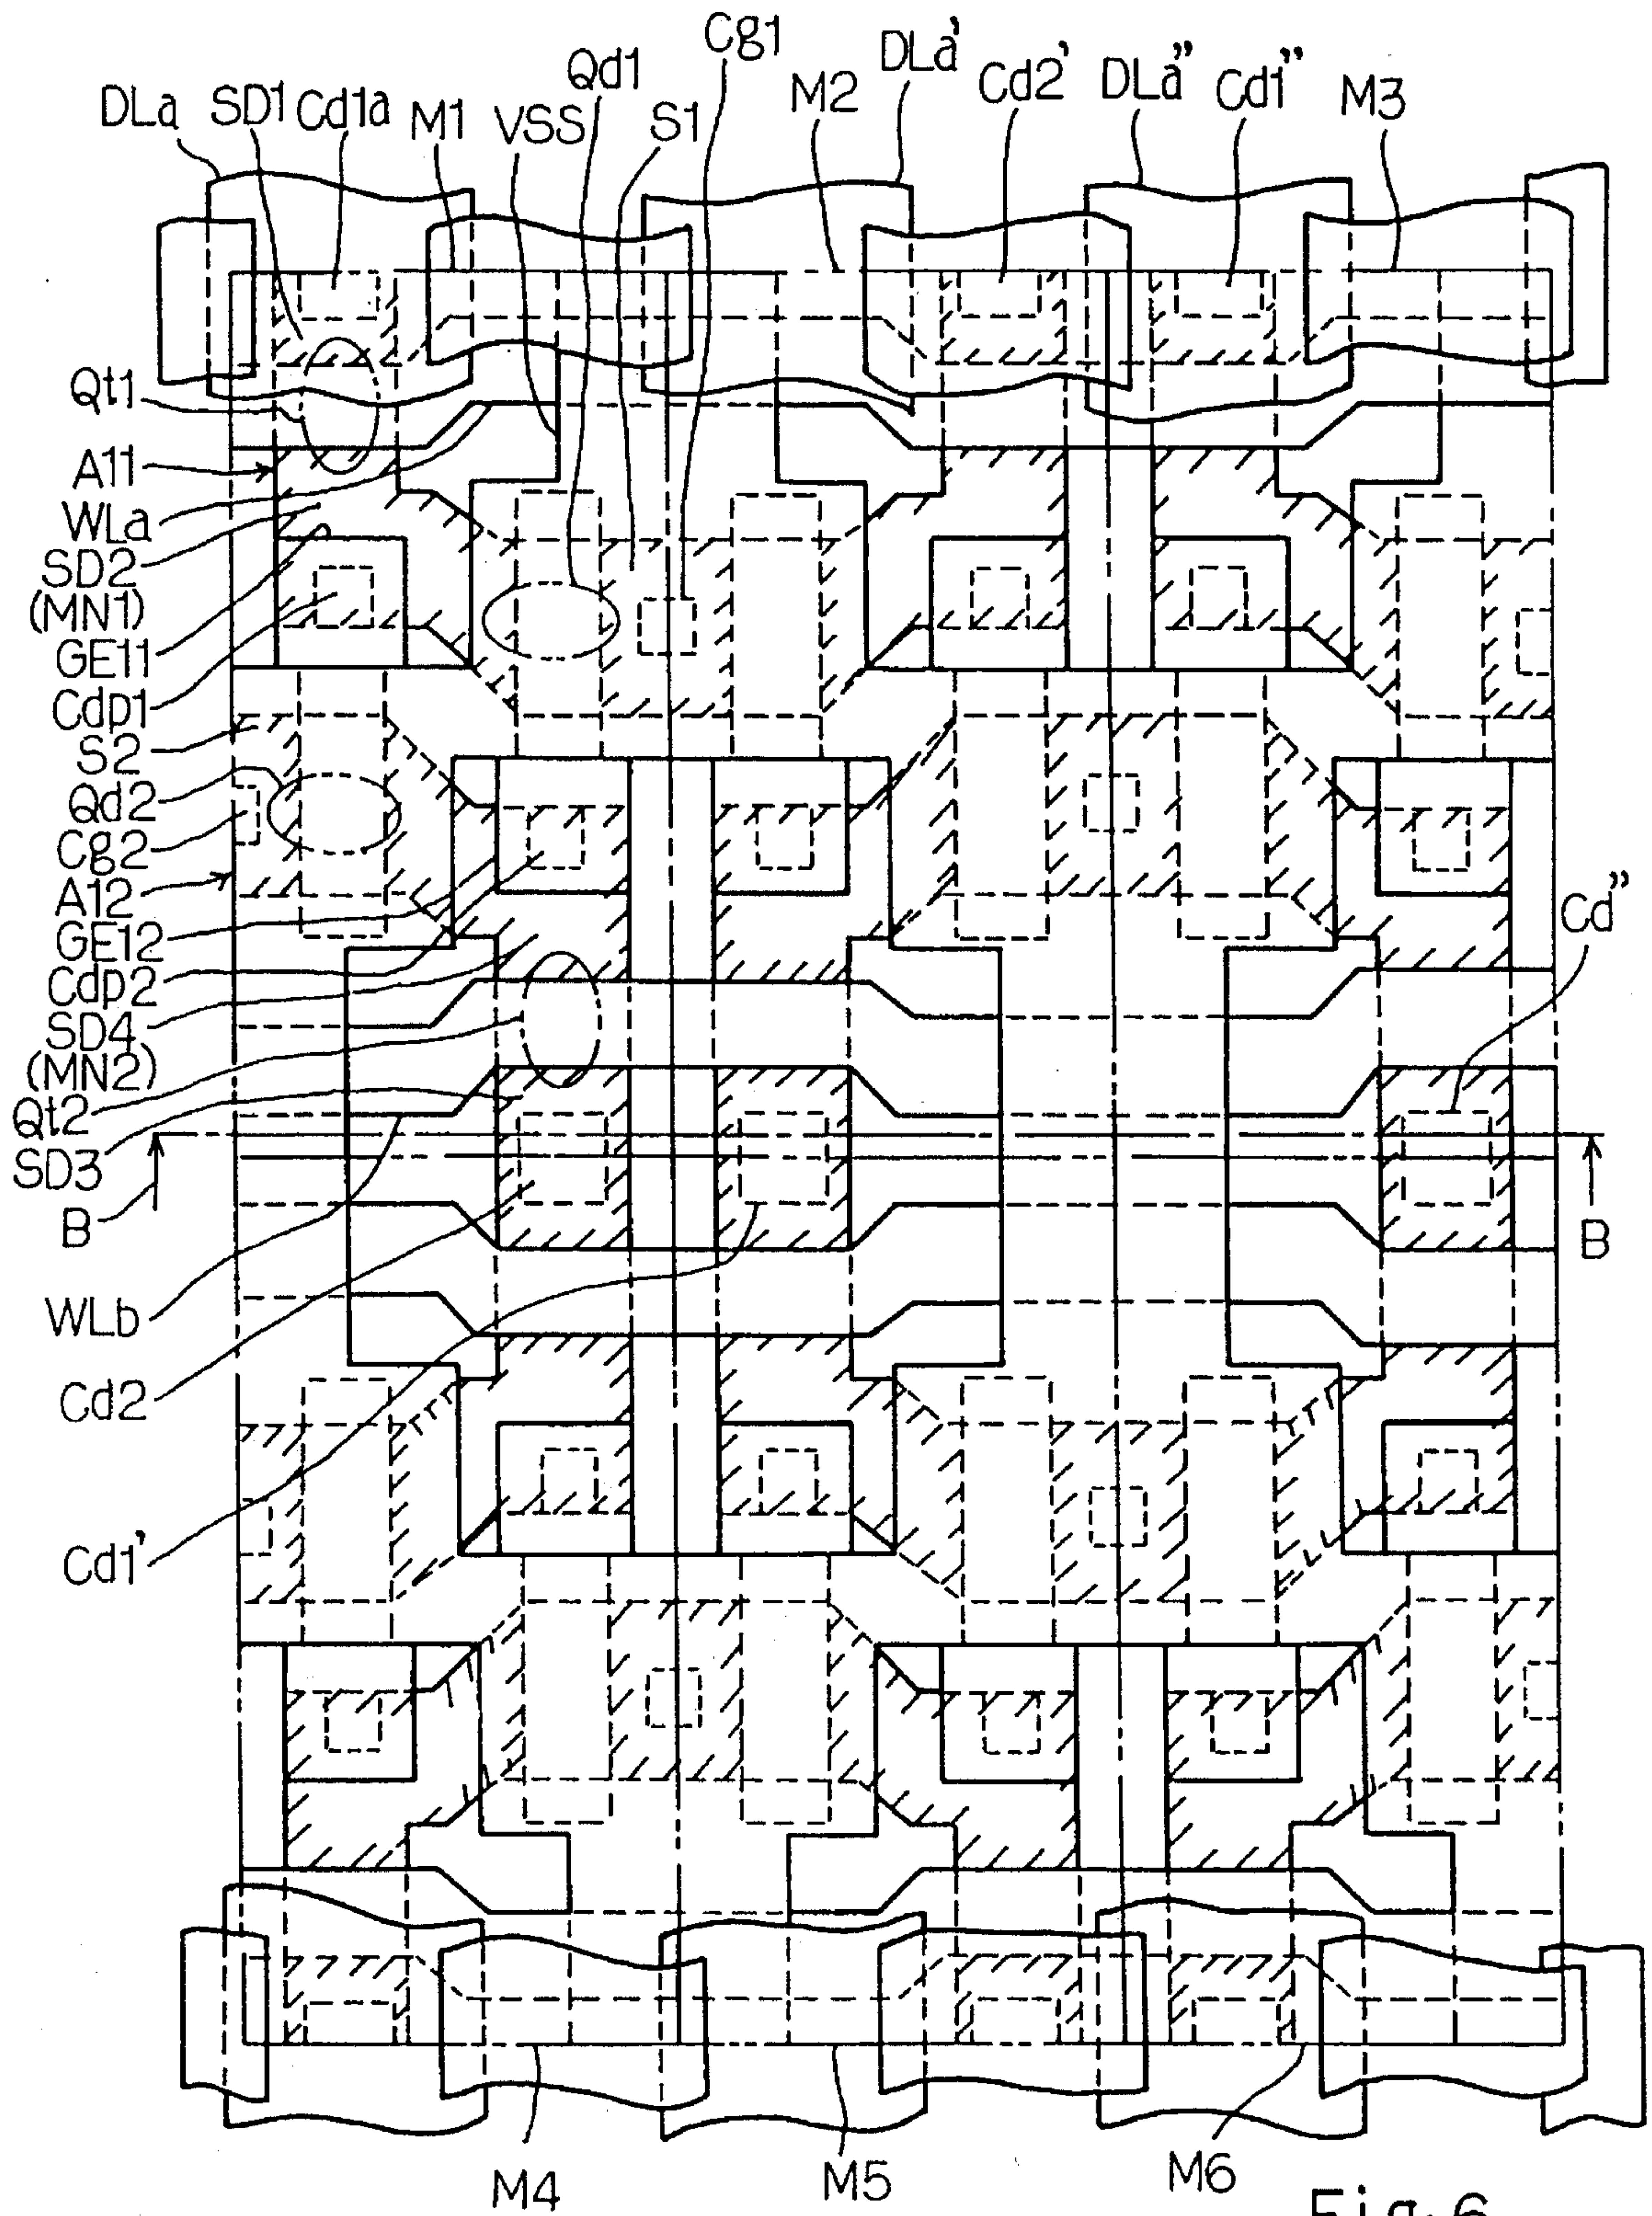 DLa SD1 Cd1a M1 VSS Qd1 S1 Cg1 M2 DLa' Cd2' DLa" Cd1" M3
Qt1
A11
WLa
SD2
(MN1)
GE11
Cdp1
S2
Qd2
Cg2
A12
GE12
Cdp2
SD4
(MN2)
Qt2
SD3
B
Cd"
B
WLb
Cd2
Cd1'
M4 M5 M6